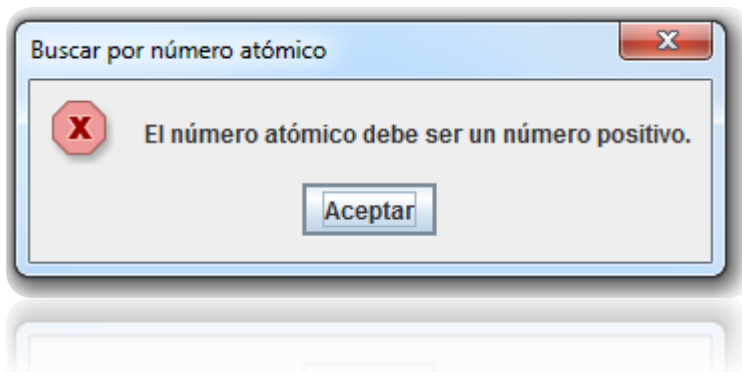 Buscar por número atómico
El número atómico debe ser un número positivo.
Aceptar